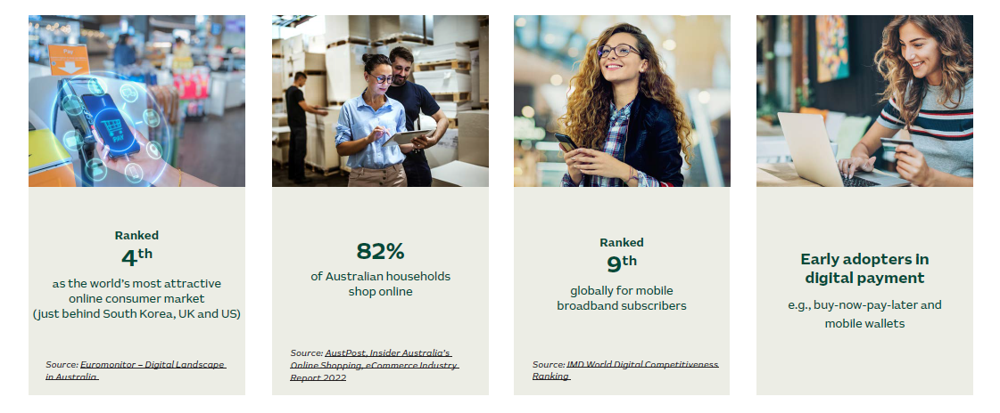 Pay
PAY
Ranked
4th
as the world's most attractive
online consumer market
(just behind South Korea, UK and US)
Source: Euromonitor – Digital Landscape
in Australia
82%
of Australian households
shop online
Source: AustPost, Insider Australia's
Online Shopping, eCommerce Industry
Report 2022
Ranked
9th
globally for mobile
broadband subscribers
Source: IMD World Digital Competitiveness
Ranking
Early adopters in
digital payment
e.g., buy-now-pay-later and
mobile wallets